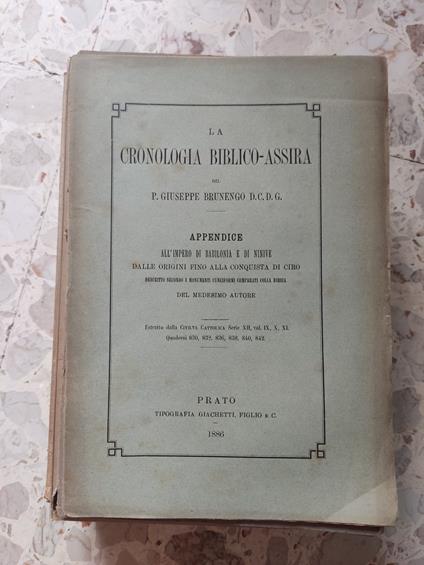 LA
CRONOLOGIA BIBLICO-ASSIRA
DEL
P. GIUSEPPE BRUNENGO D.C.D.G.
APPENDICE
ALL'IMPERO DI BABILONIA E DI NINIVE
DALLE ORIGINI FINO ALLA CONQUISTA DI CIRO
DESCRITTO SECONDO I MONUMENTI CUNEIFORMI COMPARATI COLLA BIBBIA
DEL MEDESIMO AUTORE
Estratto dalla CIVILTÀ CATTOLICA Serie XII, vol. IX, X, XI.
Quaderni 830, 832, 836, 838, 840, 842.
PRATO
TIPOGRAFIA GIACHETTI, FIGLIO E C.
1886